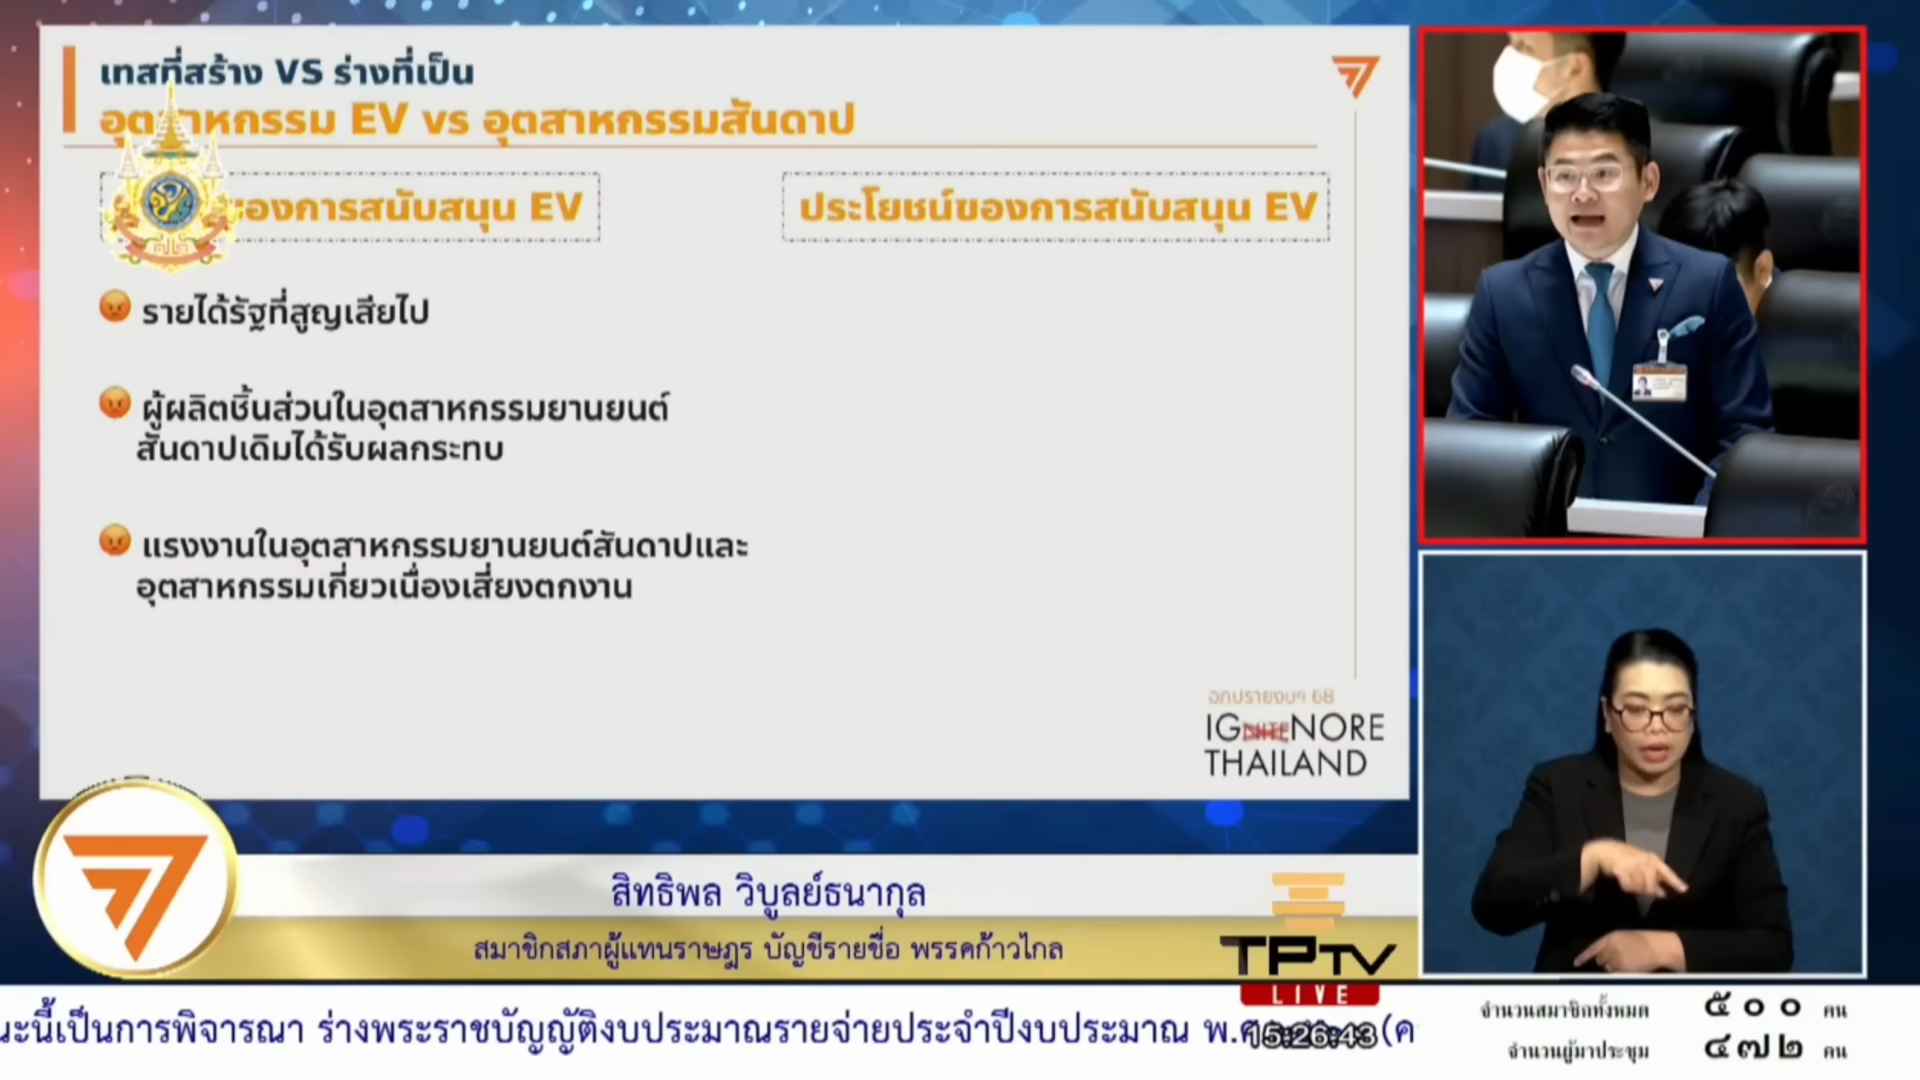 เทสที่สร้าง VS ร่างที่เป็น
อุตสาหกรรม EV vs อุตสาหกรรมสันดาป
ของการสนับสนุน EV
ประโยชน์ของการสนับสนุน EV
รายได้รัฐที่สูญเสียไป
ผู้ผลิตชิ้นส่วนในอุตสาหกรรมยานยนต์
สันดาปเดิมได้รับผลกระทบ
แรงงานในอุตสาหกรรมยานยนต์สันดาปและ
อุตสาหกรรมเกี่ยวเนื่องเสี่ยงตกงาน
อภิปรายงบฯ 68
IGNITENORE
THAILAND
สิทธิพล วิบูลย์ธนากุล
สมาชิกสภาผู้แทนราษฎร บัญชีรายชื่อ พรรคก้าวไกล
TPTV
LIVE
ณะนี้เป็นการพิจารณา ร่างพระราชบัญญัติงบประมาณรายจ่ายประจำปีงบประมาณ พ.ศ.
15:26:43
จำนวนสมาชิกทั้งหมด ๕๐๐ คน
จำนวนผู้มาประชุม ๔๗๒ คน